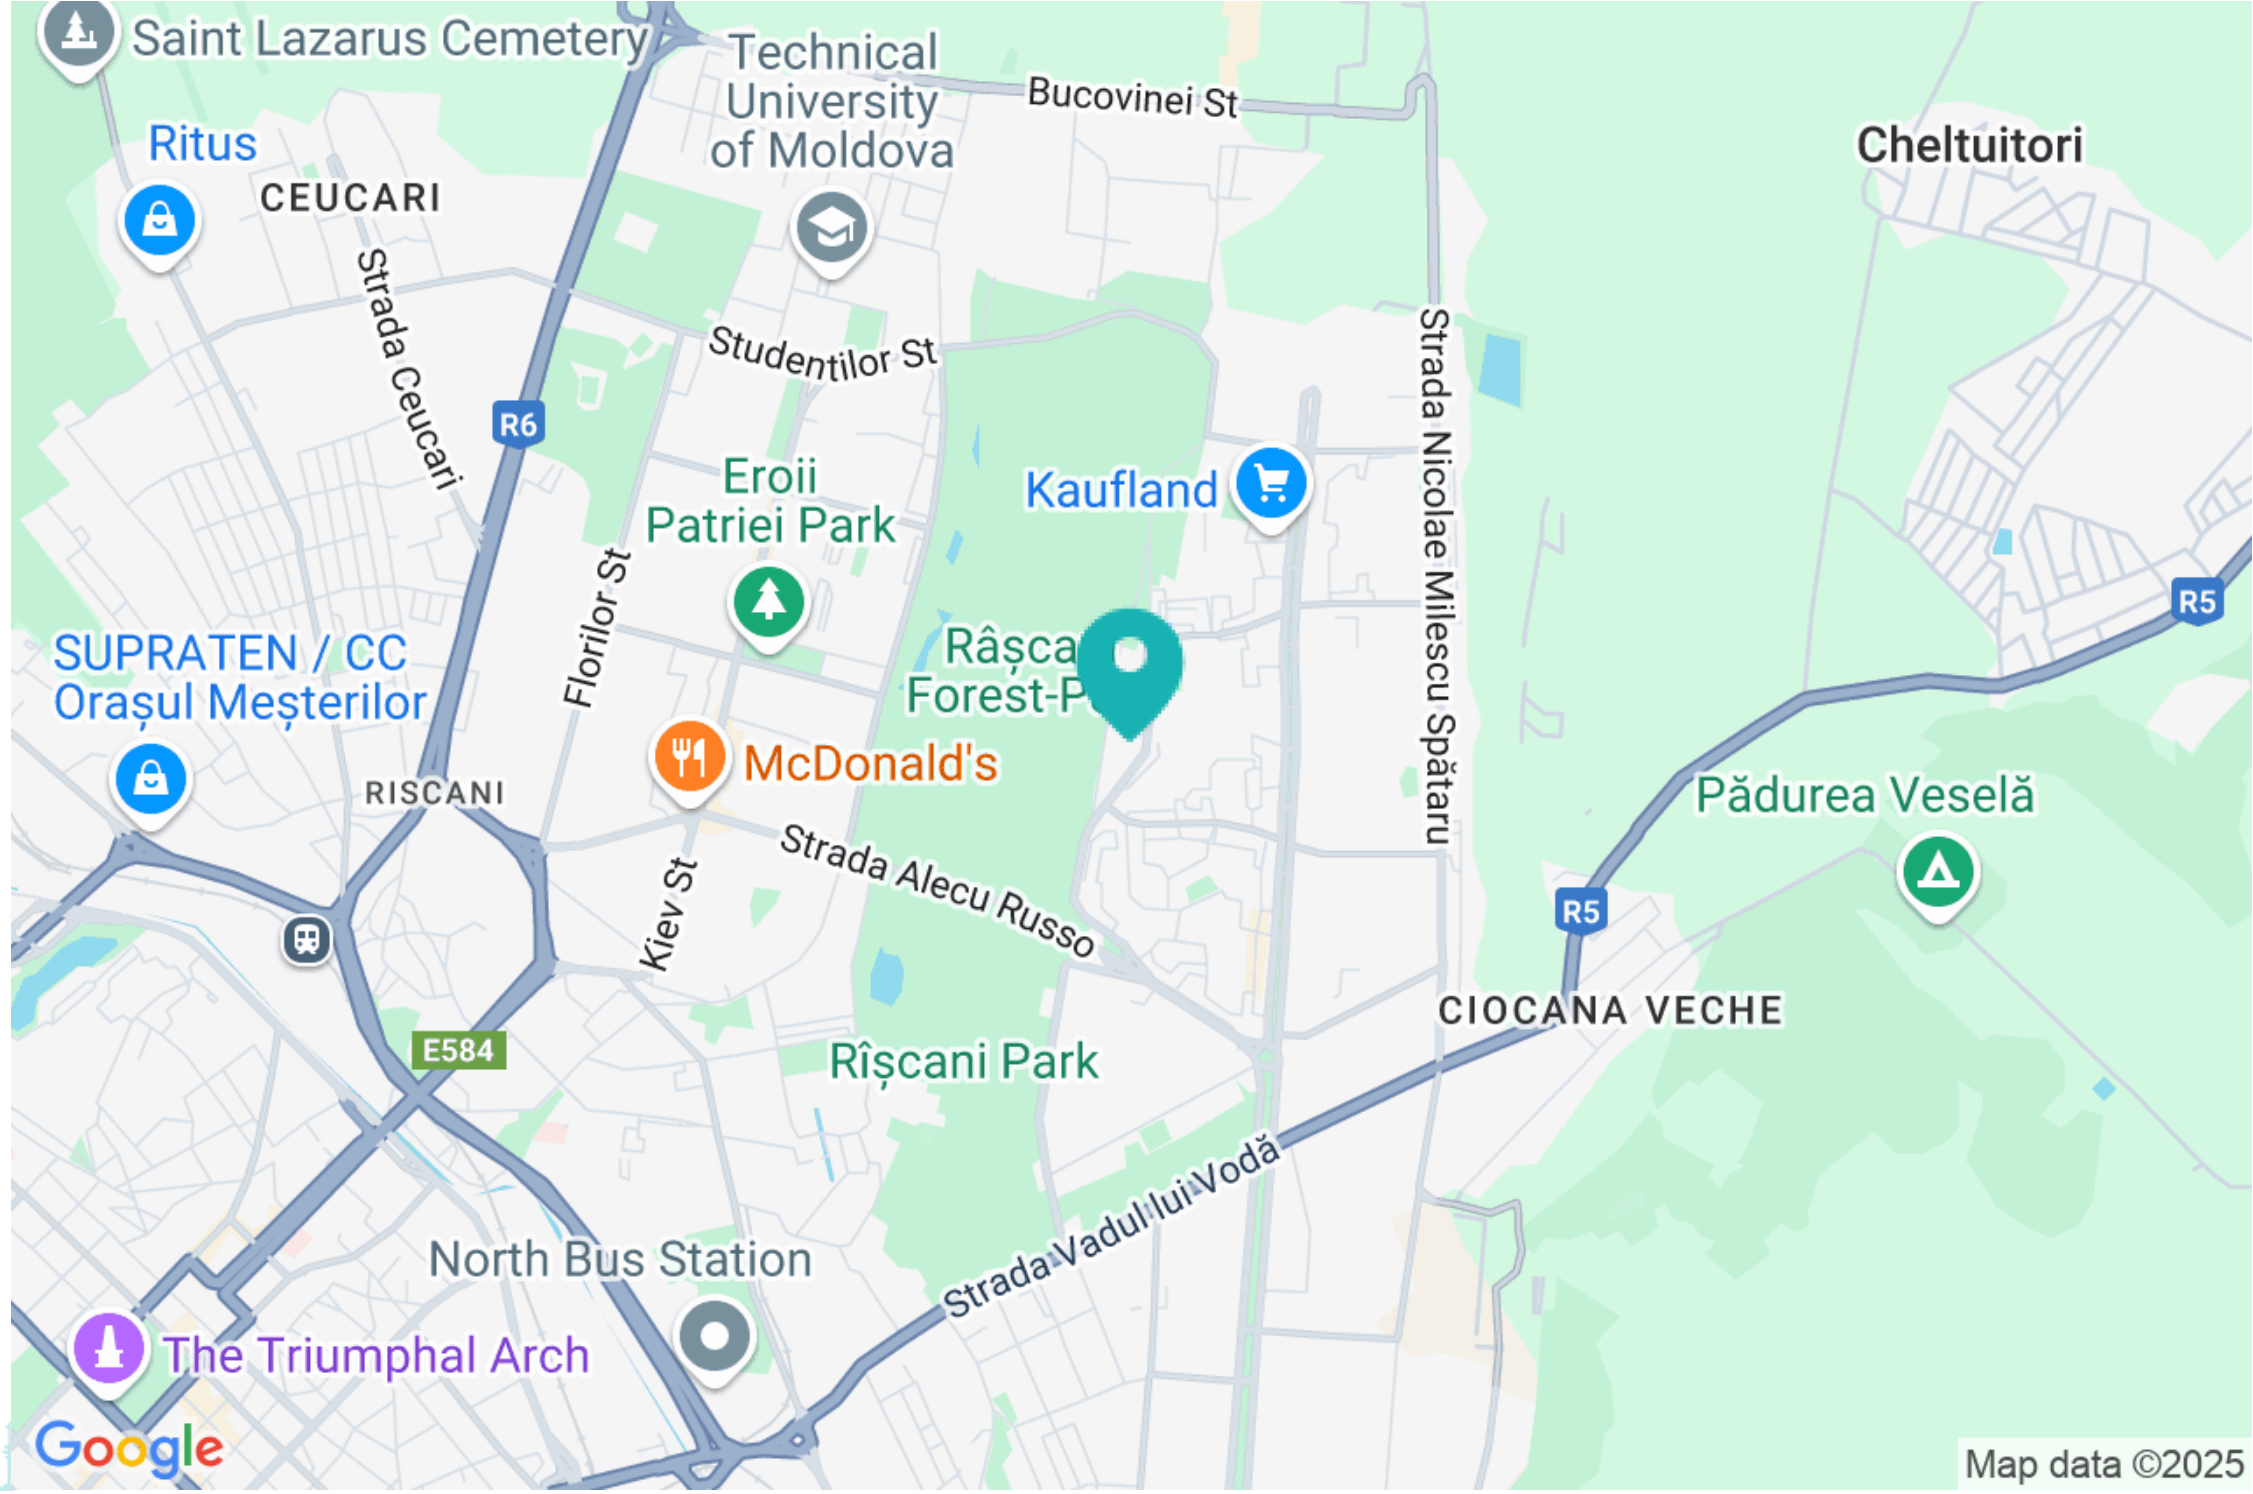 Saint Lazarus Cemetery
Technical
University
of Moldova
Bucovinei St
Ritus
CEUCARI
Cheltuitori
Strada Ceucari
Studentilor St
R6
Strada Nicolae Milescu Spătaru
Eroii
Patriei Park
Kaufland
Florilor St
R5
SUPRATEN / CC
Orașul Meșterilor
Râșca
Forest-P
McDonald's
RISCANI
Pădurea Veselă
Strada Alecu Russo
Kiev St
R5
CIOCANA VECHE
E584
Rîșcani Park
Strada Vadul lui Vodă
North Bus Station
The Triumphal Arch
Google
Map data ©2025